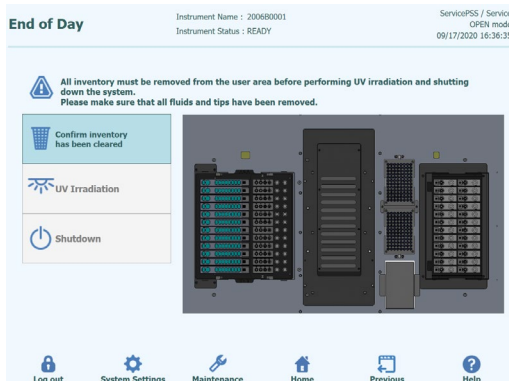 End of Day
Instrument Name : 2006B0001
Instrument Status : READY
ServicePSS / Service
OPEN mode
09/17/2020 16:36:35
All inventory must be removed from the user area before performing UV irradiation and shutting
down the system.
Please make sure that all fluids and tips have been removed.
Confirm inventory
has been cleared
UV Irradiation
Shutdown
Log out
System Settings
Maintenance
Home
Previous
Help